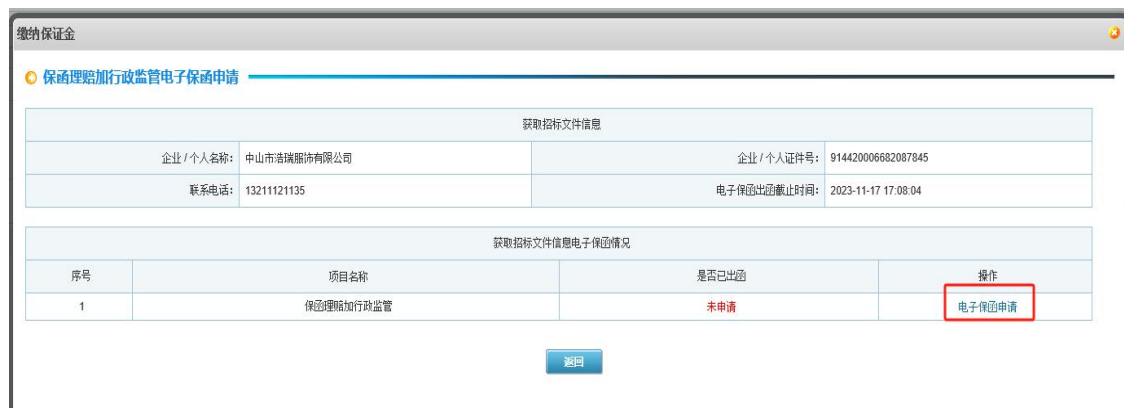 缴纳保证金
保函理赔加行政监管电子保函申请
获取招标文件信息
企业 / 个人名称: 中山市浩瑞服饰有限公司 企业 / 个人证件号: 914420006682087845
联系电话: 13211121135 电子保函出函截止时间: 2023-11-17 17:08:04
获取招标文件信息电子保函情况
序号 项目名称 是否已出函 操作
1 保函理赔加行政监管 未申请 电子保函申请
返回